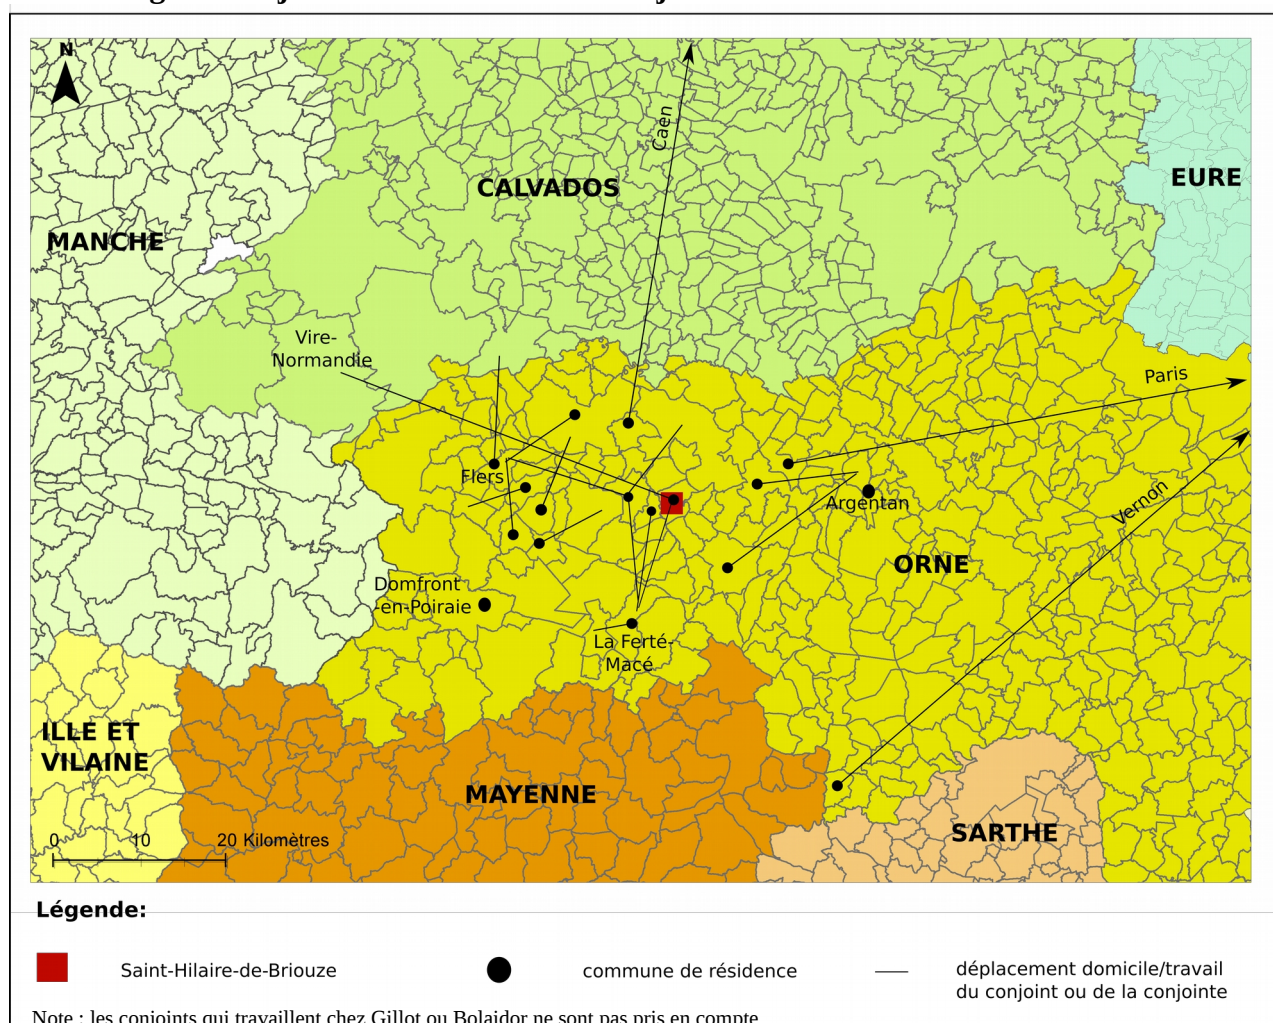 N
Caen
CALVADOS
EURE
MANCHE
Vire-
Normandie
Paris
Flers
Argentan
Vernon
ORNE
Domfront
-en-Poiraie
La Ferté-
Macé
ILLE ET
VILAINE
MAYENNE
SARTHE
0 10 20 Kilomètres
Légende:
Saint-Hilaire-de-Briouze
commune de résidence
déplacement domicile/travail
du conjoint ou de la conjointe
Note : les conjoints qui travaillent chez Gillot ou Bolaidor ne sont pas pris en compte